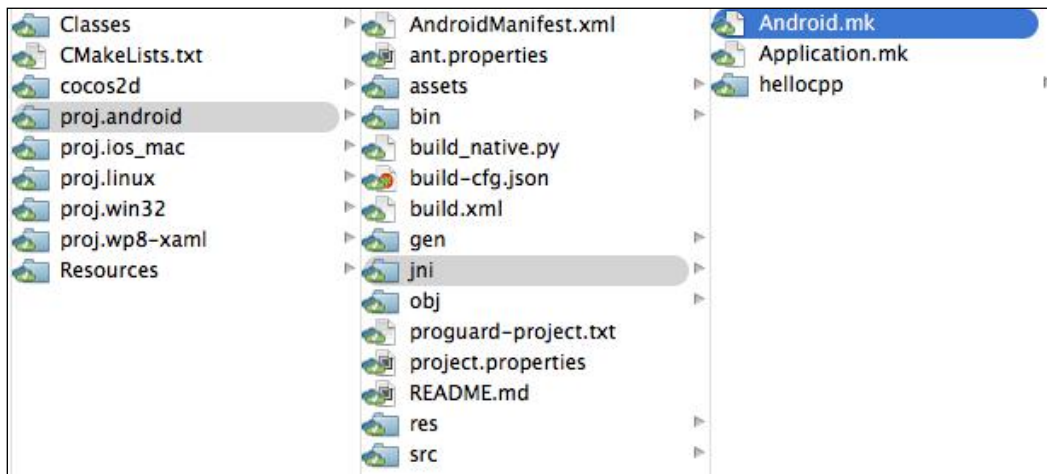 Classes
CMakeLists.txt
cocos2d
proj.android
proj.ios_mac
proj.linux
proj.win32
proj.wp8-xaml
Resources
AndroidManifest.xml
ant.properties
assets
bin
build_native.py
build-cfg.json
build.xml
gen
jni
obj
proguard-project.txt
project.properties
README.md
res
src
Android.mk
Application.mk
hellocpp